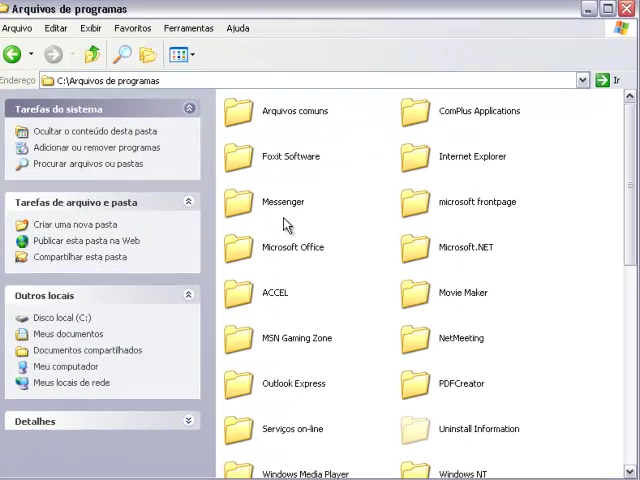 Arquivos de programas
Arquivo Editar Exibir Favoritos Ferramentas Ajuda
Endereço C:\Arquivos de programas Ir
Tarefas do sistema
Ocultar o conteúdo desta pasta
Adicionar ou remover programas
Procurar arquivos ou pastas
Tarefas de arquivo e pasta
Criar uma nova pasta
Publicar esta pasta na Web
Compartilhar esta pasta
Outros locais
Disco local (C:)
Meus documentos
Documentos compartilhados
Meu computador
Meus locais de rede
Detalhes
Arquivos comuns ComPlus Applications
Foxit Software Internet Explorer
Messenger microsoft frontpage
Microsoft Office Microsoft.NET
ACCEL Movie Maker
MSN Gaming Zone NetMeeting
Outlook Express PDFCreator
Serviços on-line Uninstall Information
Windows Media Player Windows NT